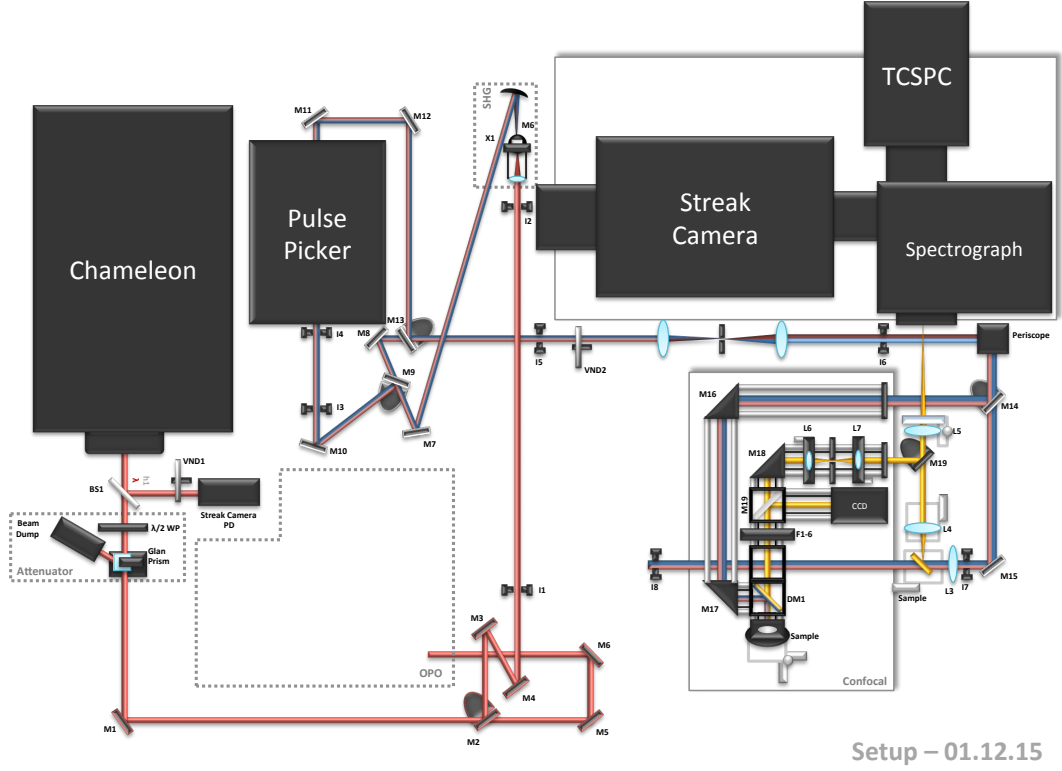 TCSPC
SHG
M11
M12
M6
X1
Chameleon
Pulse
Picker
Streak
Camera
Spectrograph
I2
I4
M13
M8
I5
VND2
I6
Periscope
M9
I3
M7
M10
M16
M14
L6
L7
L5
M18
M19
VND1
BS1
λ
Streak Camera
PD
M19
CCD
Beam
Dump
λ/2 WP
L4
F1-6
Glan
Prism
Attenuator
I8
I1
DM1
M17
Sample
L3
I7
M15
M3
Sample
M6
OPO
M4
Confocal
M1
M2
M5
Setup – 01.12.15